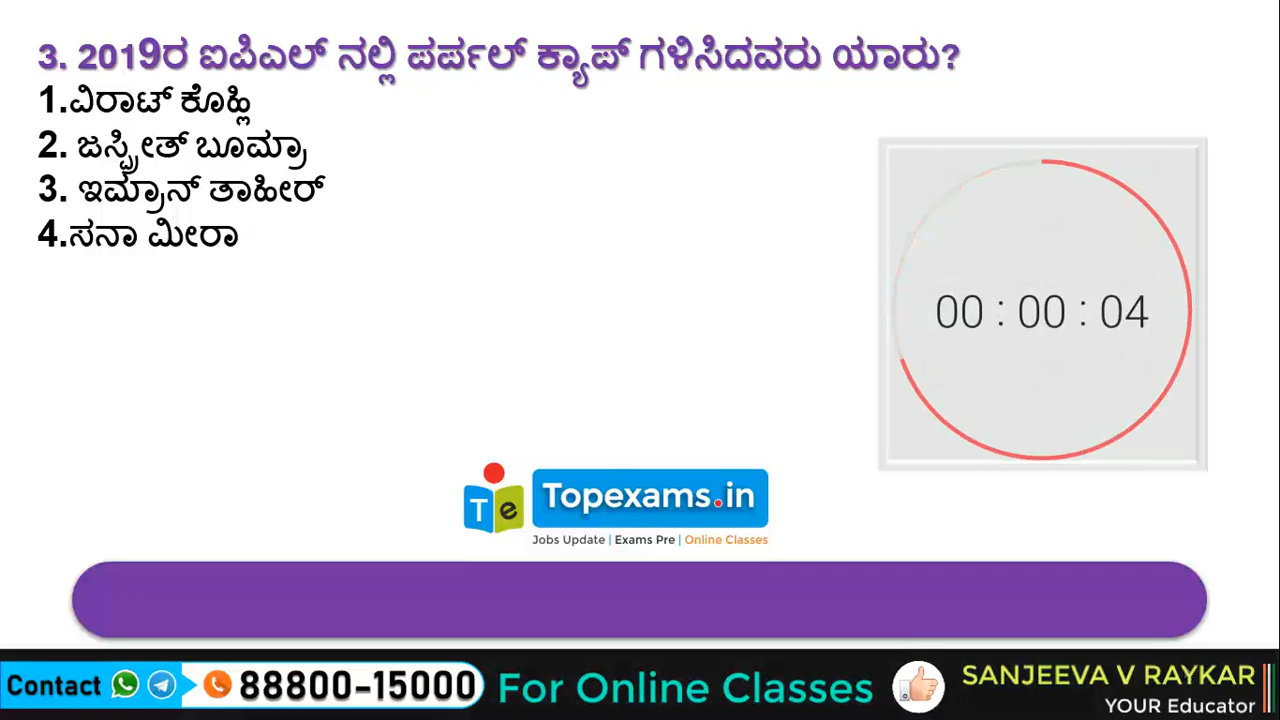 3. 2019ರ ಐಪಿಎಲ್ ನಲ್ಲಿ ಪರ್ಪಲ್ ಕ್ಯಾಪ್ ಗಳಿಸಿದವರು ಯಾರು?
1.ವಿರಾಟ್ ಕೊಹ್ಲಿ
2. ಜಸ್ಪ್ರೀತ್ ಬೂಮ್ರಾ
3. ಇಮ್ರಾನ್ ತಾಹೀರ್
4.ಸನಾ ಮೀರಾ
00 : 00 : 04
Te Topexams.in
Jobs Update | Exams Pre | Online Classes
Contact 88800-15000 For Online Classes
SANJEEVA V RAYKAR
YOUR Educator